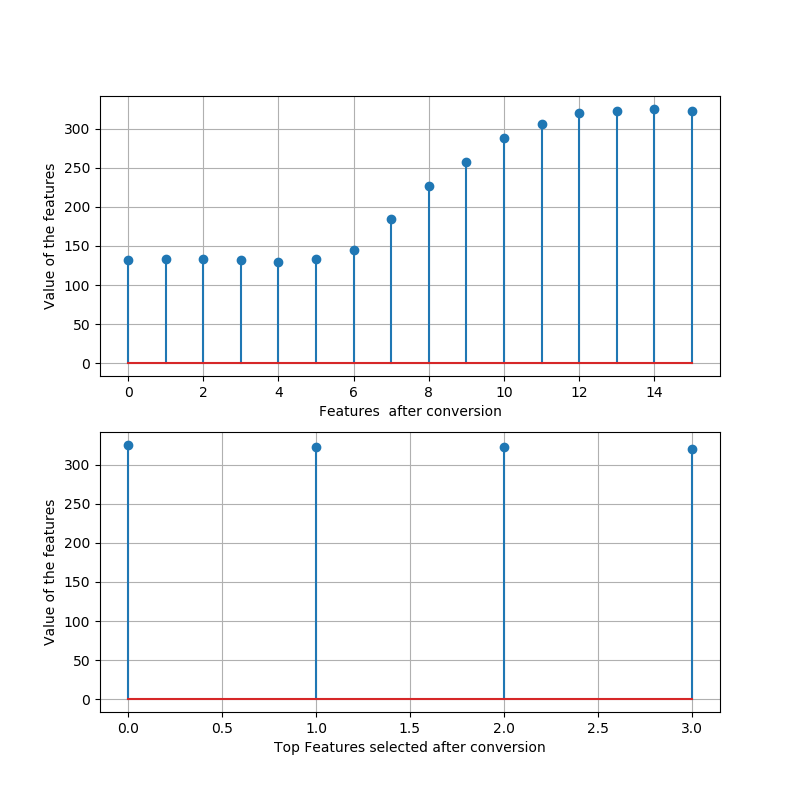 300
250
200
150
100
50
0
Value of the features
0 2 4 6 8 10 12 14
Features  after conversion
300
250
200
150
100
50
0
Value of the features
0.0 0.5 1.0 1.5 2.0 2.5 3.0
Top Features selected after conversion